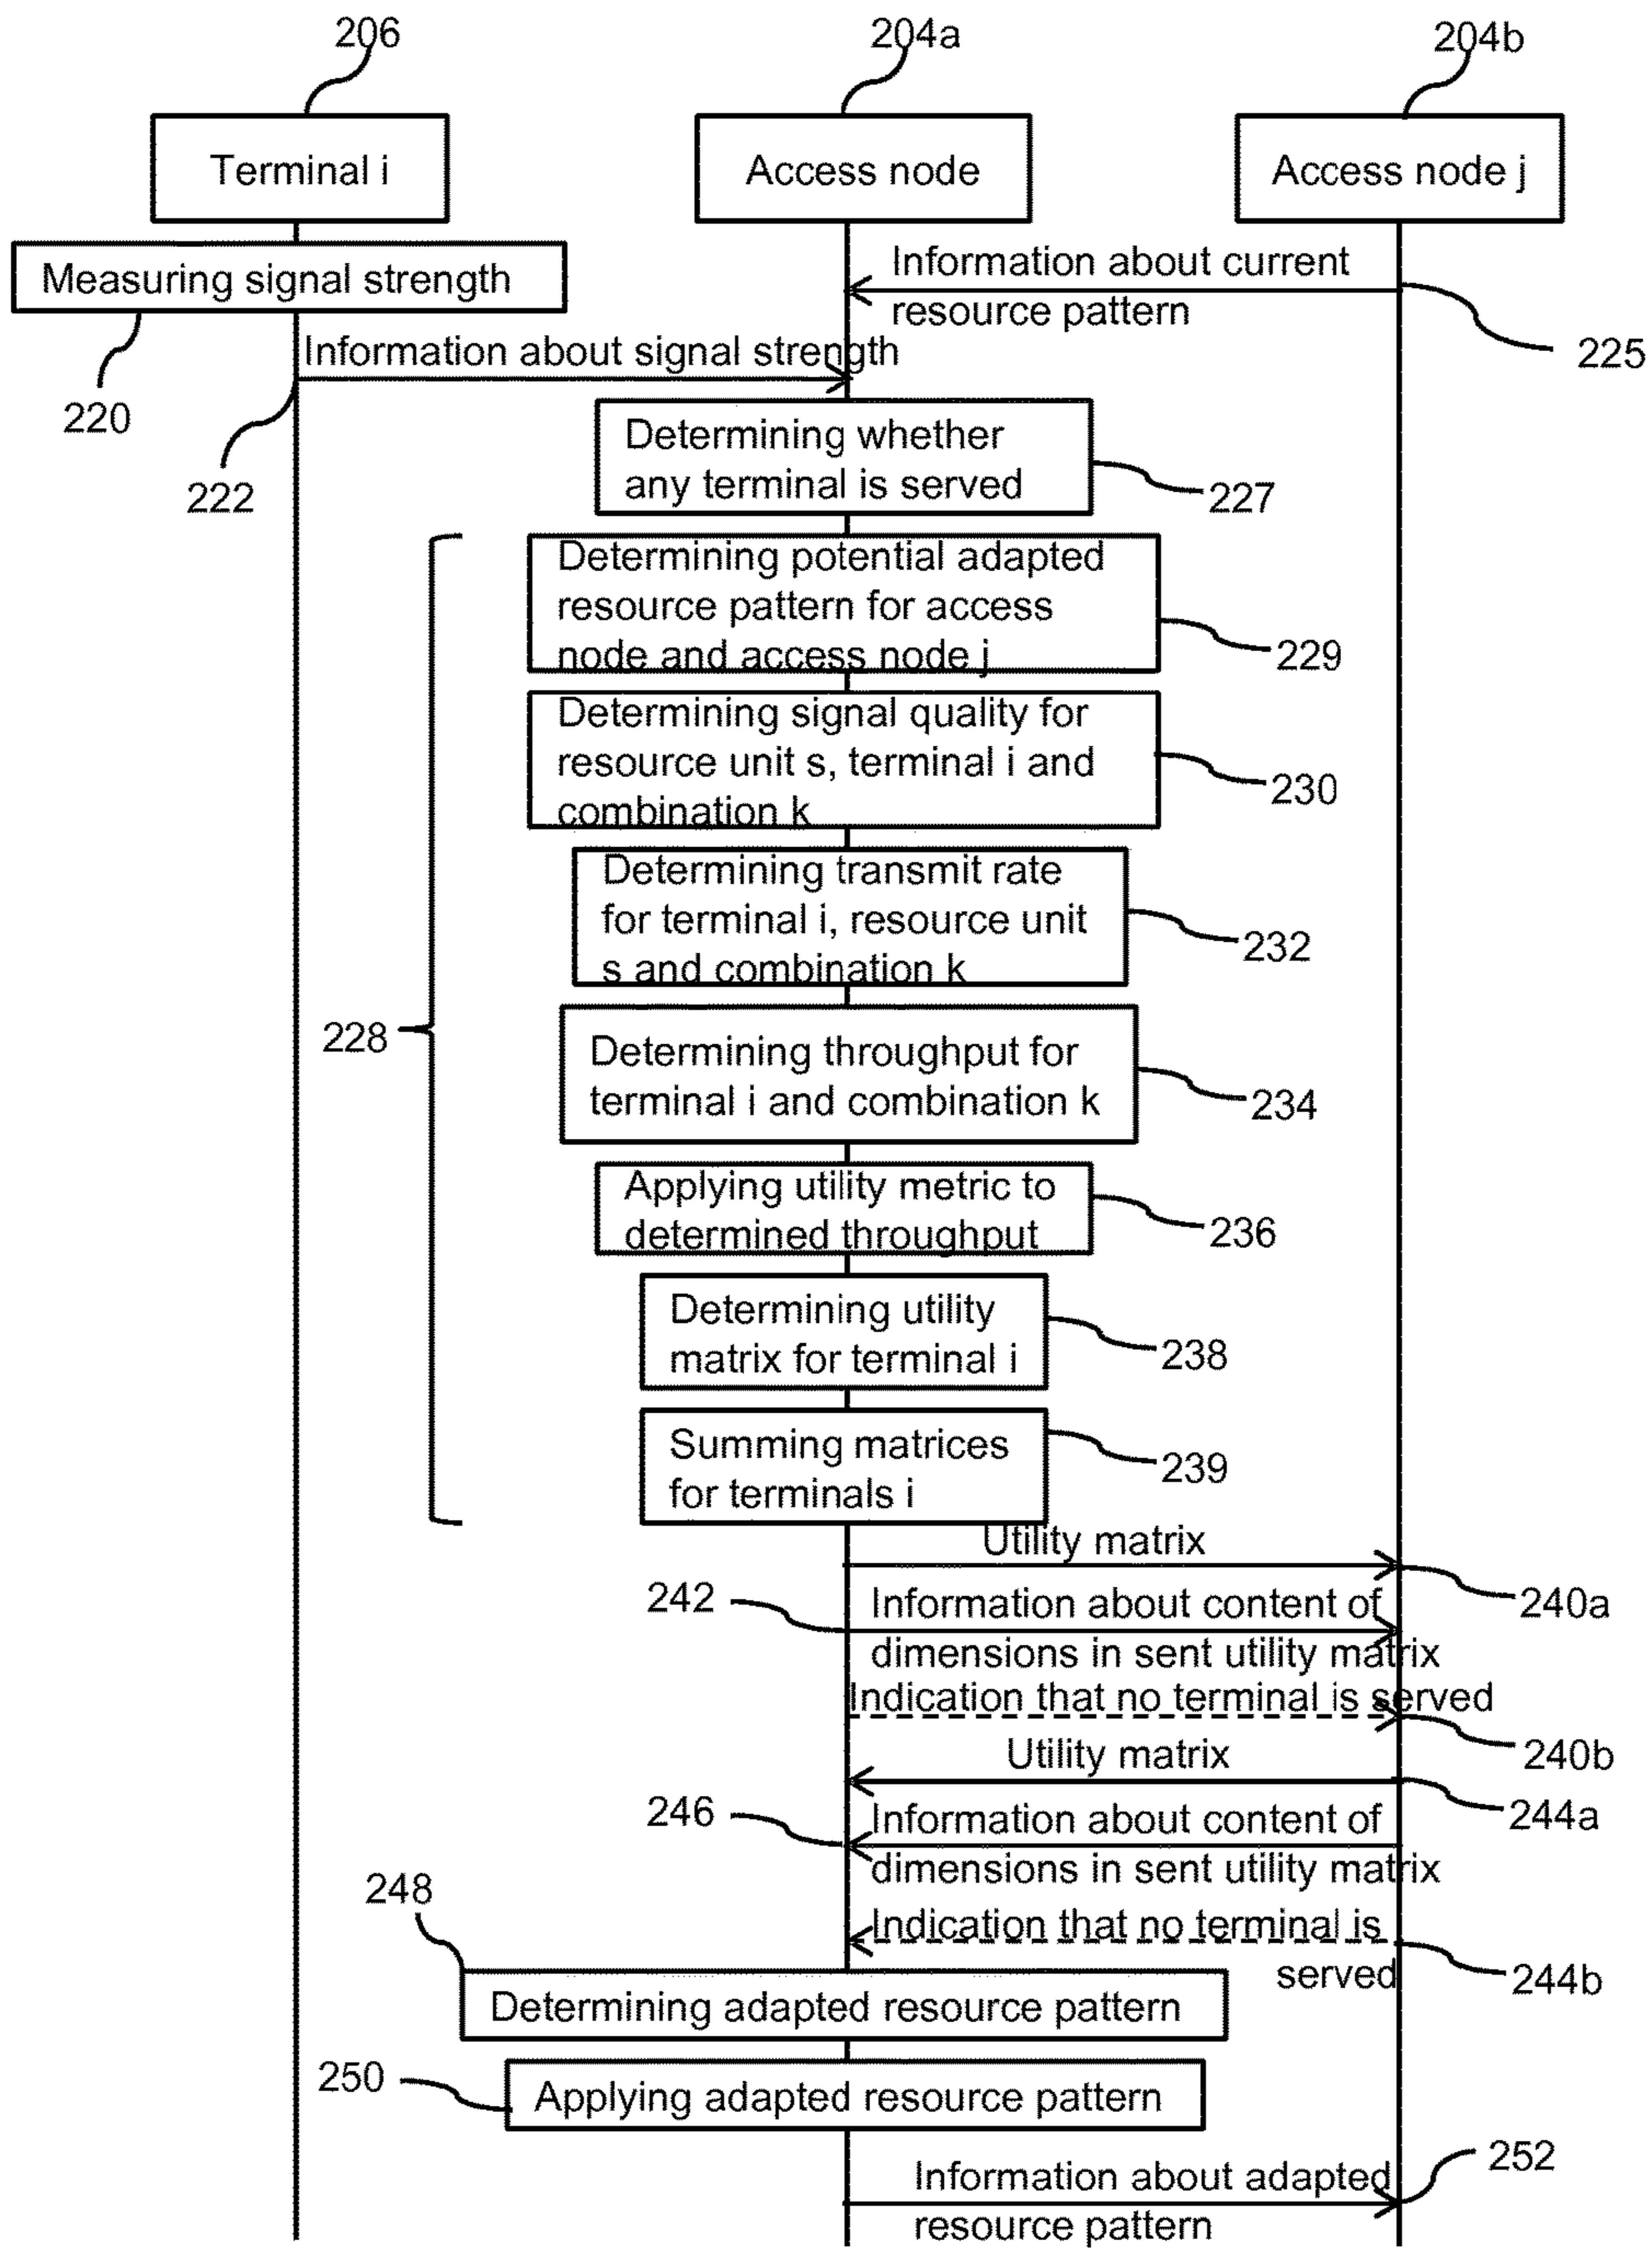 206
204a
204b
Terminal i
Access node
Access node j
Measuring signal strength
Information about current
resource pattern
225
Information about signal strength
220
222
Determining whether
any terminal is served
227
228
Determining potential adapted
resource pattern for access
node and access node j
229
Determining signal quality for
resource unit s, terminal i and
combination k
230
Determining transmit rate
for terminal i, resource unit
s and combination k
232
Determining throughput for
terminal i and combination k
234
Applying utility metric to
determined throughput
236
Determining utility
matrix for terminal i
238
Summing matrices
for terminals i
239
Utility matrix
240a
242
Information about content of
dimensions in sent utility matrix
Indication that no terminal is served
240b
Utility matrix
244a
246
Information about content of
dimensions in sent utility matrix
Indication that no terminal is
served
244b
248
Determining adapted resource pattern
250
Applying adapted resource pattern
252
Information about adapted
resource pattern